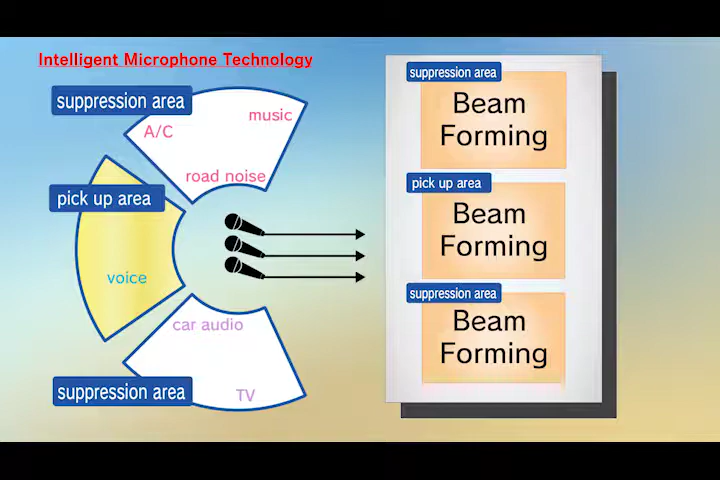 Intelligent Microphone Technology
suppression area
music
A/C
road noise
pick up area
voice
car audio
suppression area
TV
suppression area
Beam
Forming
pick up area
Beam
Forming
suppression area
Beam
Forming